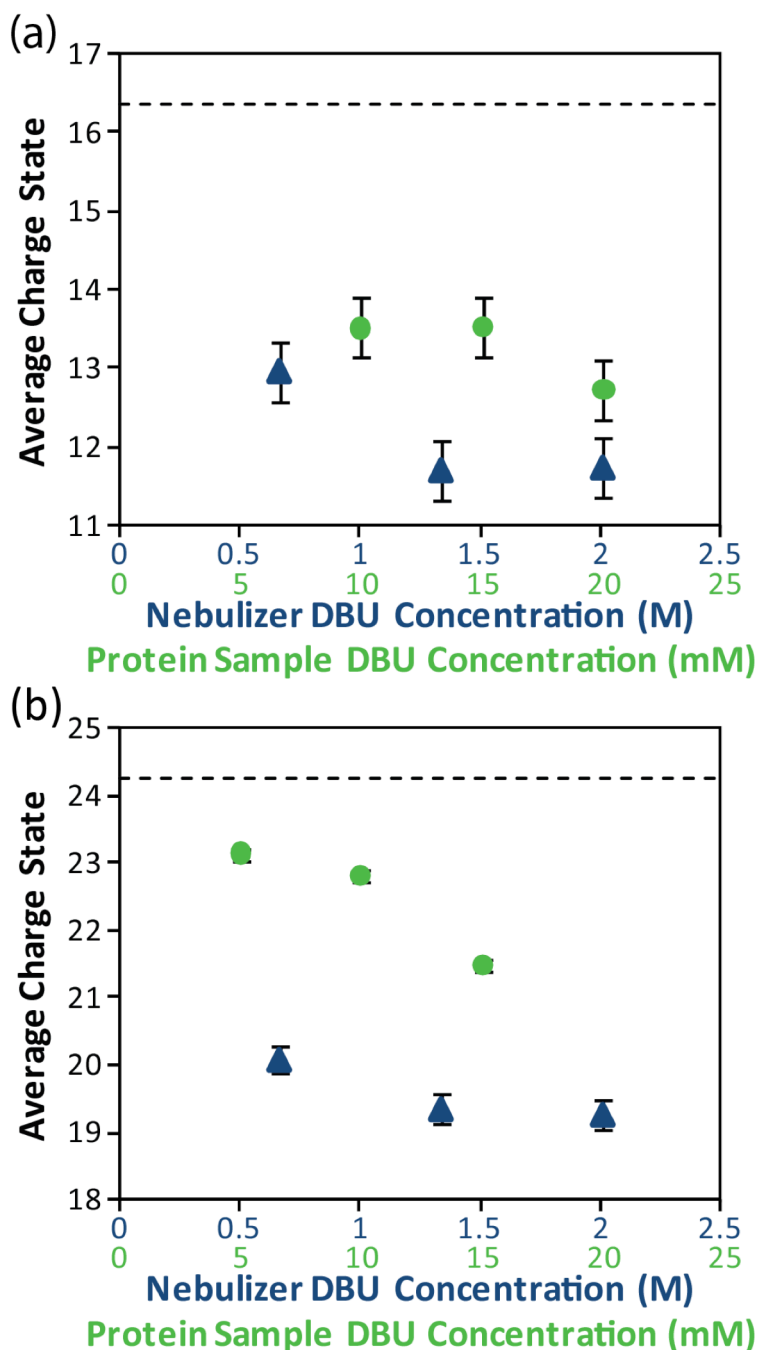 (a)
Average Charge State
17
16
15
14
13
12
11
0 0.5 1 1.5 2 2.5
0 5 10 15 20 25
Nebulizer DBU Concentration (M)
Protein Sample DBU Concentration (mM)
(b)
Average Charge State
25
24
23
22
21
20
19
18
0 0.5 1 1.5 2 2.5
0 5 10 15 20 25
Nebulizer DBU Concentration (M)
Protein Sample DBU Concentration (mM)